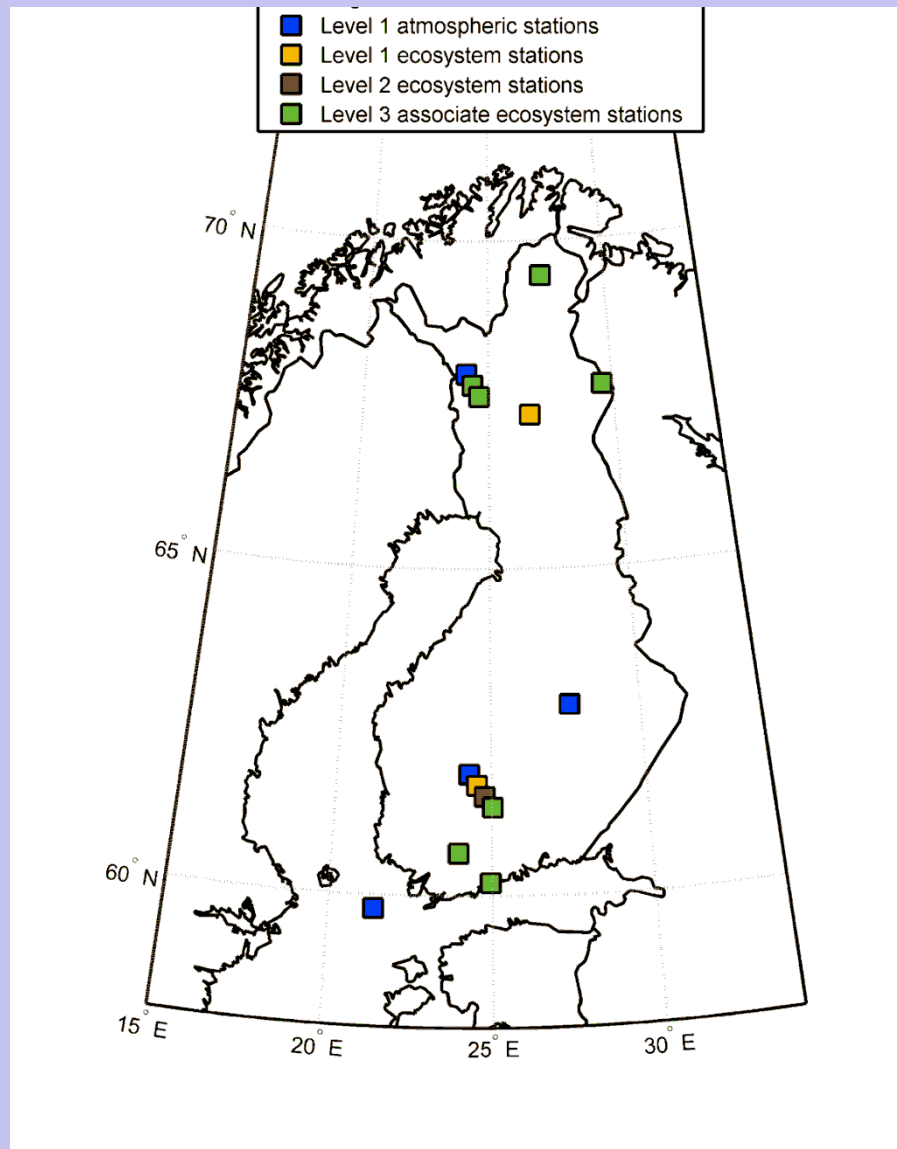 Level 1 atmospheric stations
Level 1 ecosystem stations
Level 2 ecosystem stations
Level 3 associate ecosystem stations
70° N
65° N
60° N
15° E
20° E
25° E
30° E